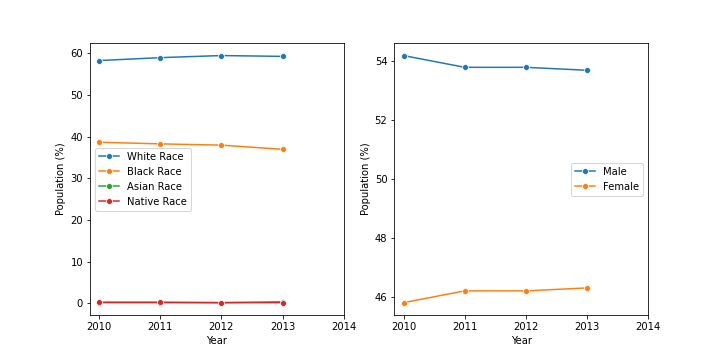 60
50
40
30
20
10
0
Population (%)
White Race
Black Race
Asian Race
Native Race
2010 2011 2012 2013 2014
Year
54
52
50
48
46
Population (%)
Male
Female
2010 2011 2012 2013 2014
Year